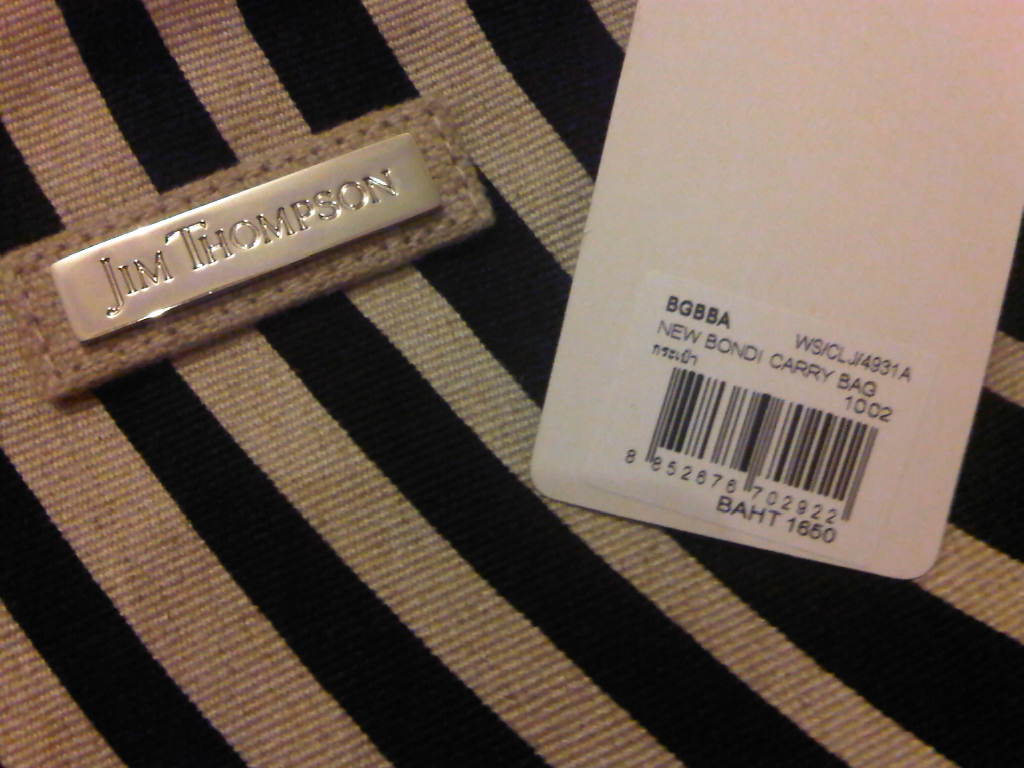 JIM THOMPSON
BGBBA
WS/CLJ/4931A
NEW BONDI CARRY BAG
กระเป๋า
1002
8 852676 702922
BAHT 1650